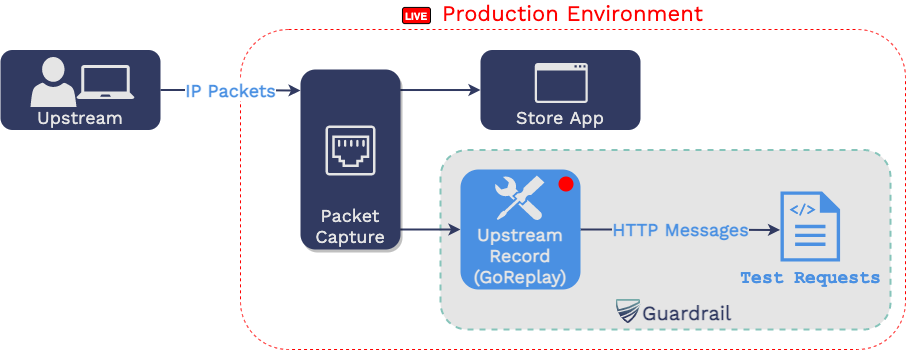 LIVE Production Environment
Upstream
IP Packets
Packet
Capture
Store App
Upstream
Record
(GoReplay)
HTTP Messages
</>
Test Requests
Guardrail